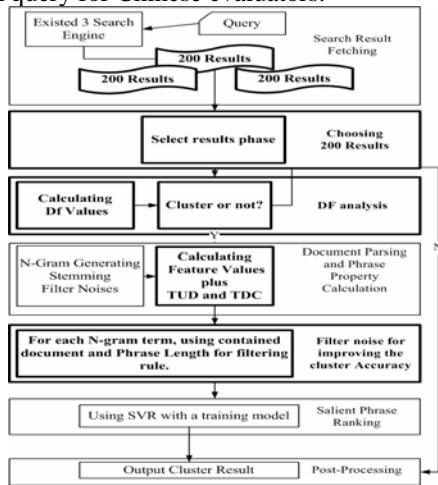 query for Chinese evaluators.
Existed 3 Search
Engine
Query
200 Results
200 Results
200 Results
Search Result
Fetching
Select results phase
Choosing
200 Results
Calculating
Df Values
Cluster or not?
DF analysis
Y
N
N-Gram Generating
Stemming
Filter Noises
Calculating
Feature Values
plus
TUD and TDC
Document Parsing
and Phrase
Property
Calculation
For each N-gram term, using contained
document and Phrase Length for filtering
rule.
Filter noise for
improving the
cluster Accuracy
Using SVR with a training model
Salient Phrase
Ranking
Output Cluster Result
Post-Processing